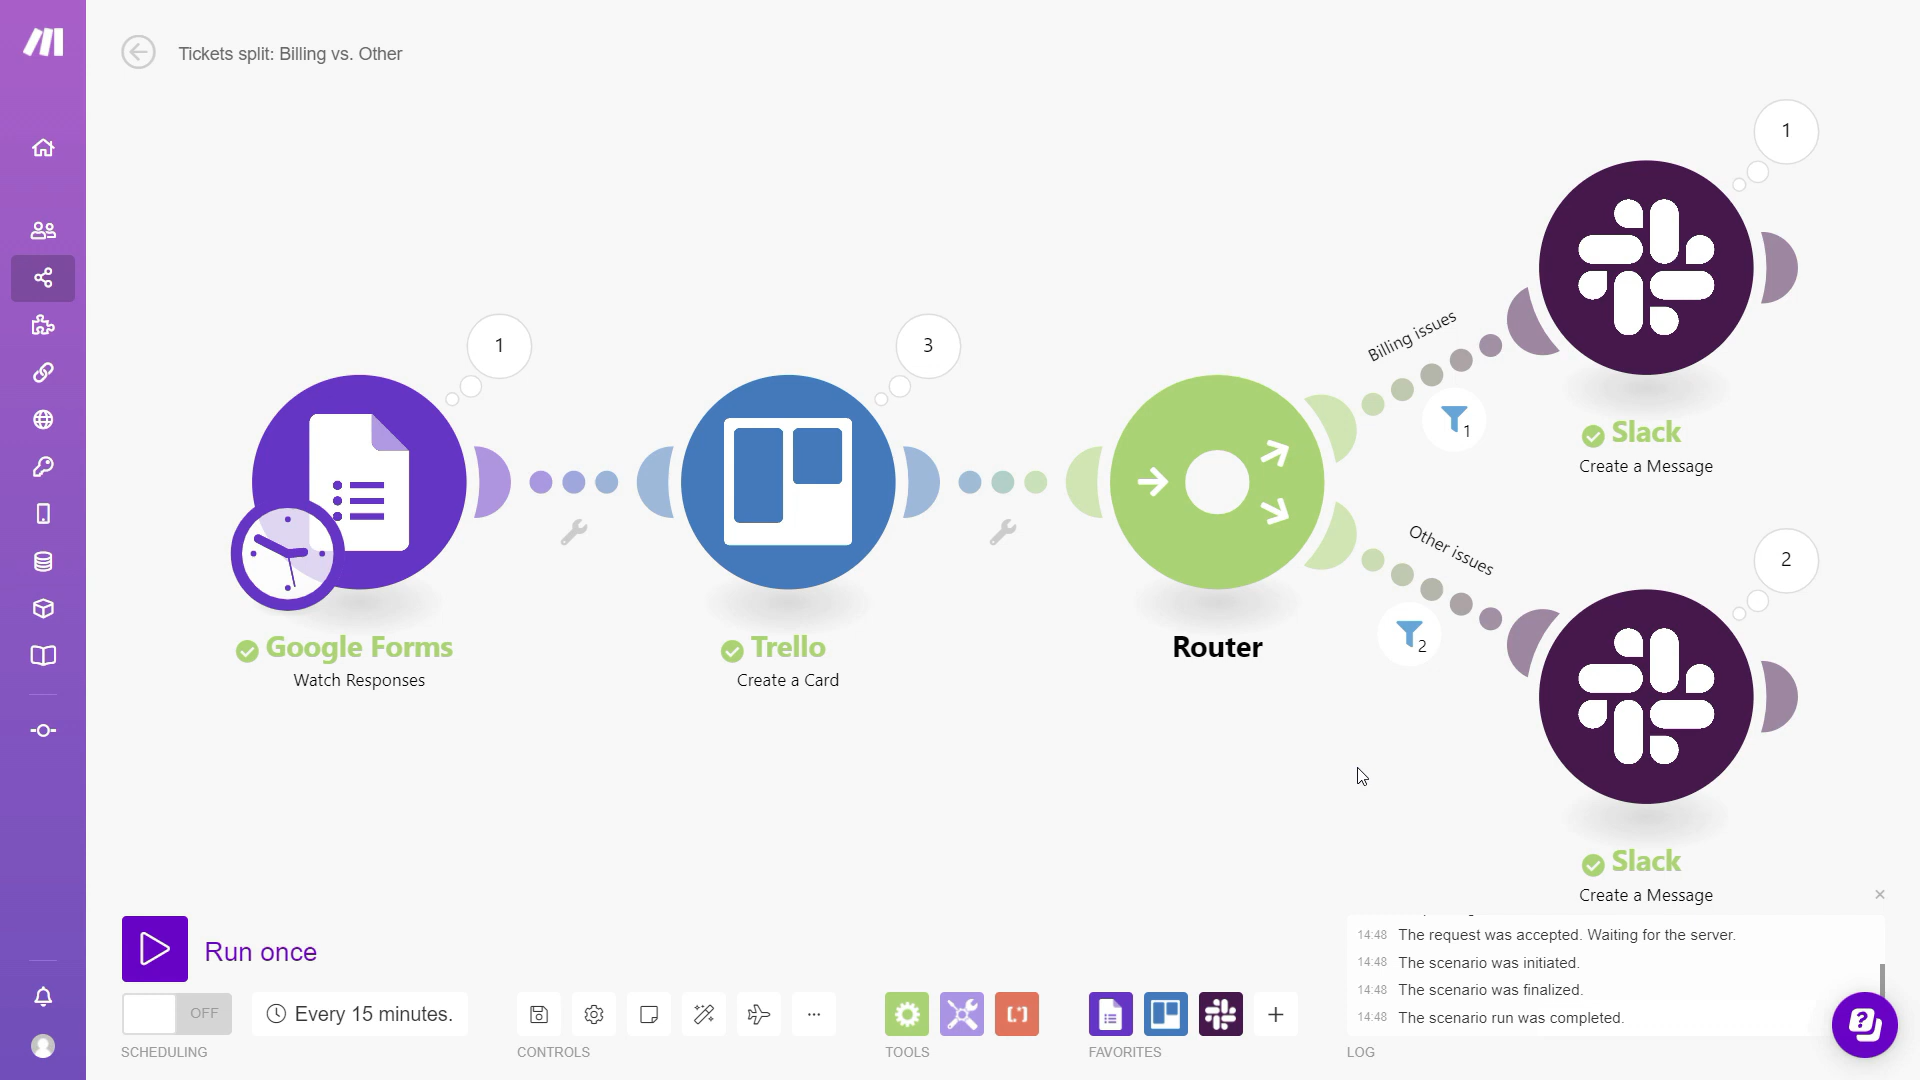 Tickets split: Billing vs. Other
1
1
3
Billing issues
1
Slack
Create a Message
Other issues
2
2
Google Forms
Watch Responses
Trello
Create a Card
Router
Slack
Create a Message
Run once
14:48 The request was accepted. Waiting for the server.
14:48 The scenario was initiated.
14:48 The scenario was finalized.
14:48 The scenario run was completed.
OFF
Every 15 minutes.
SCHEDULING
CONTROLS
TOOLS
FAVORITES
LOG